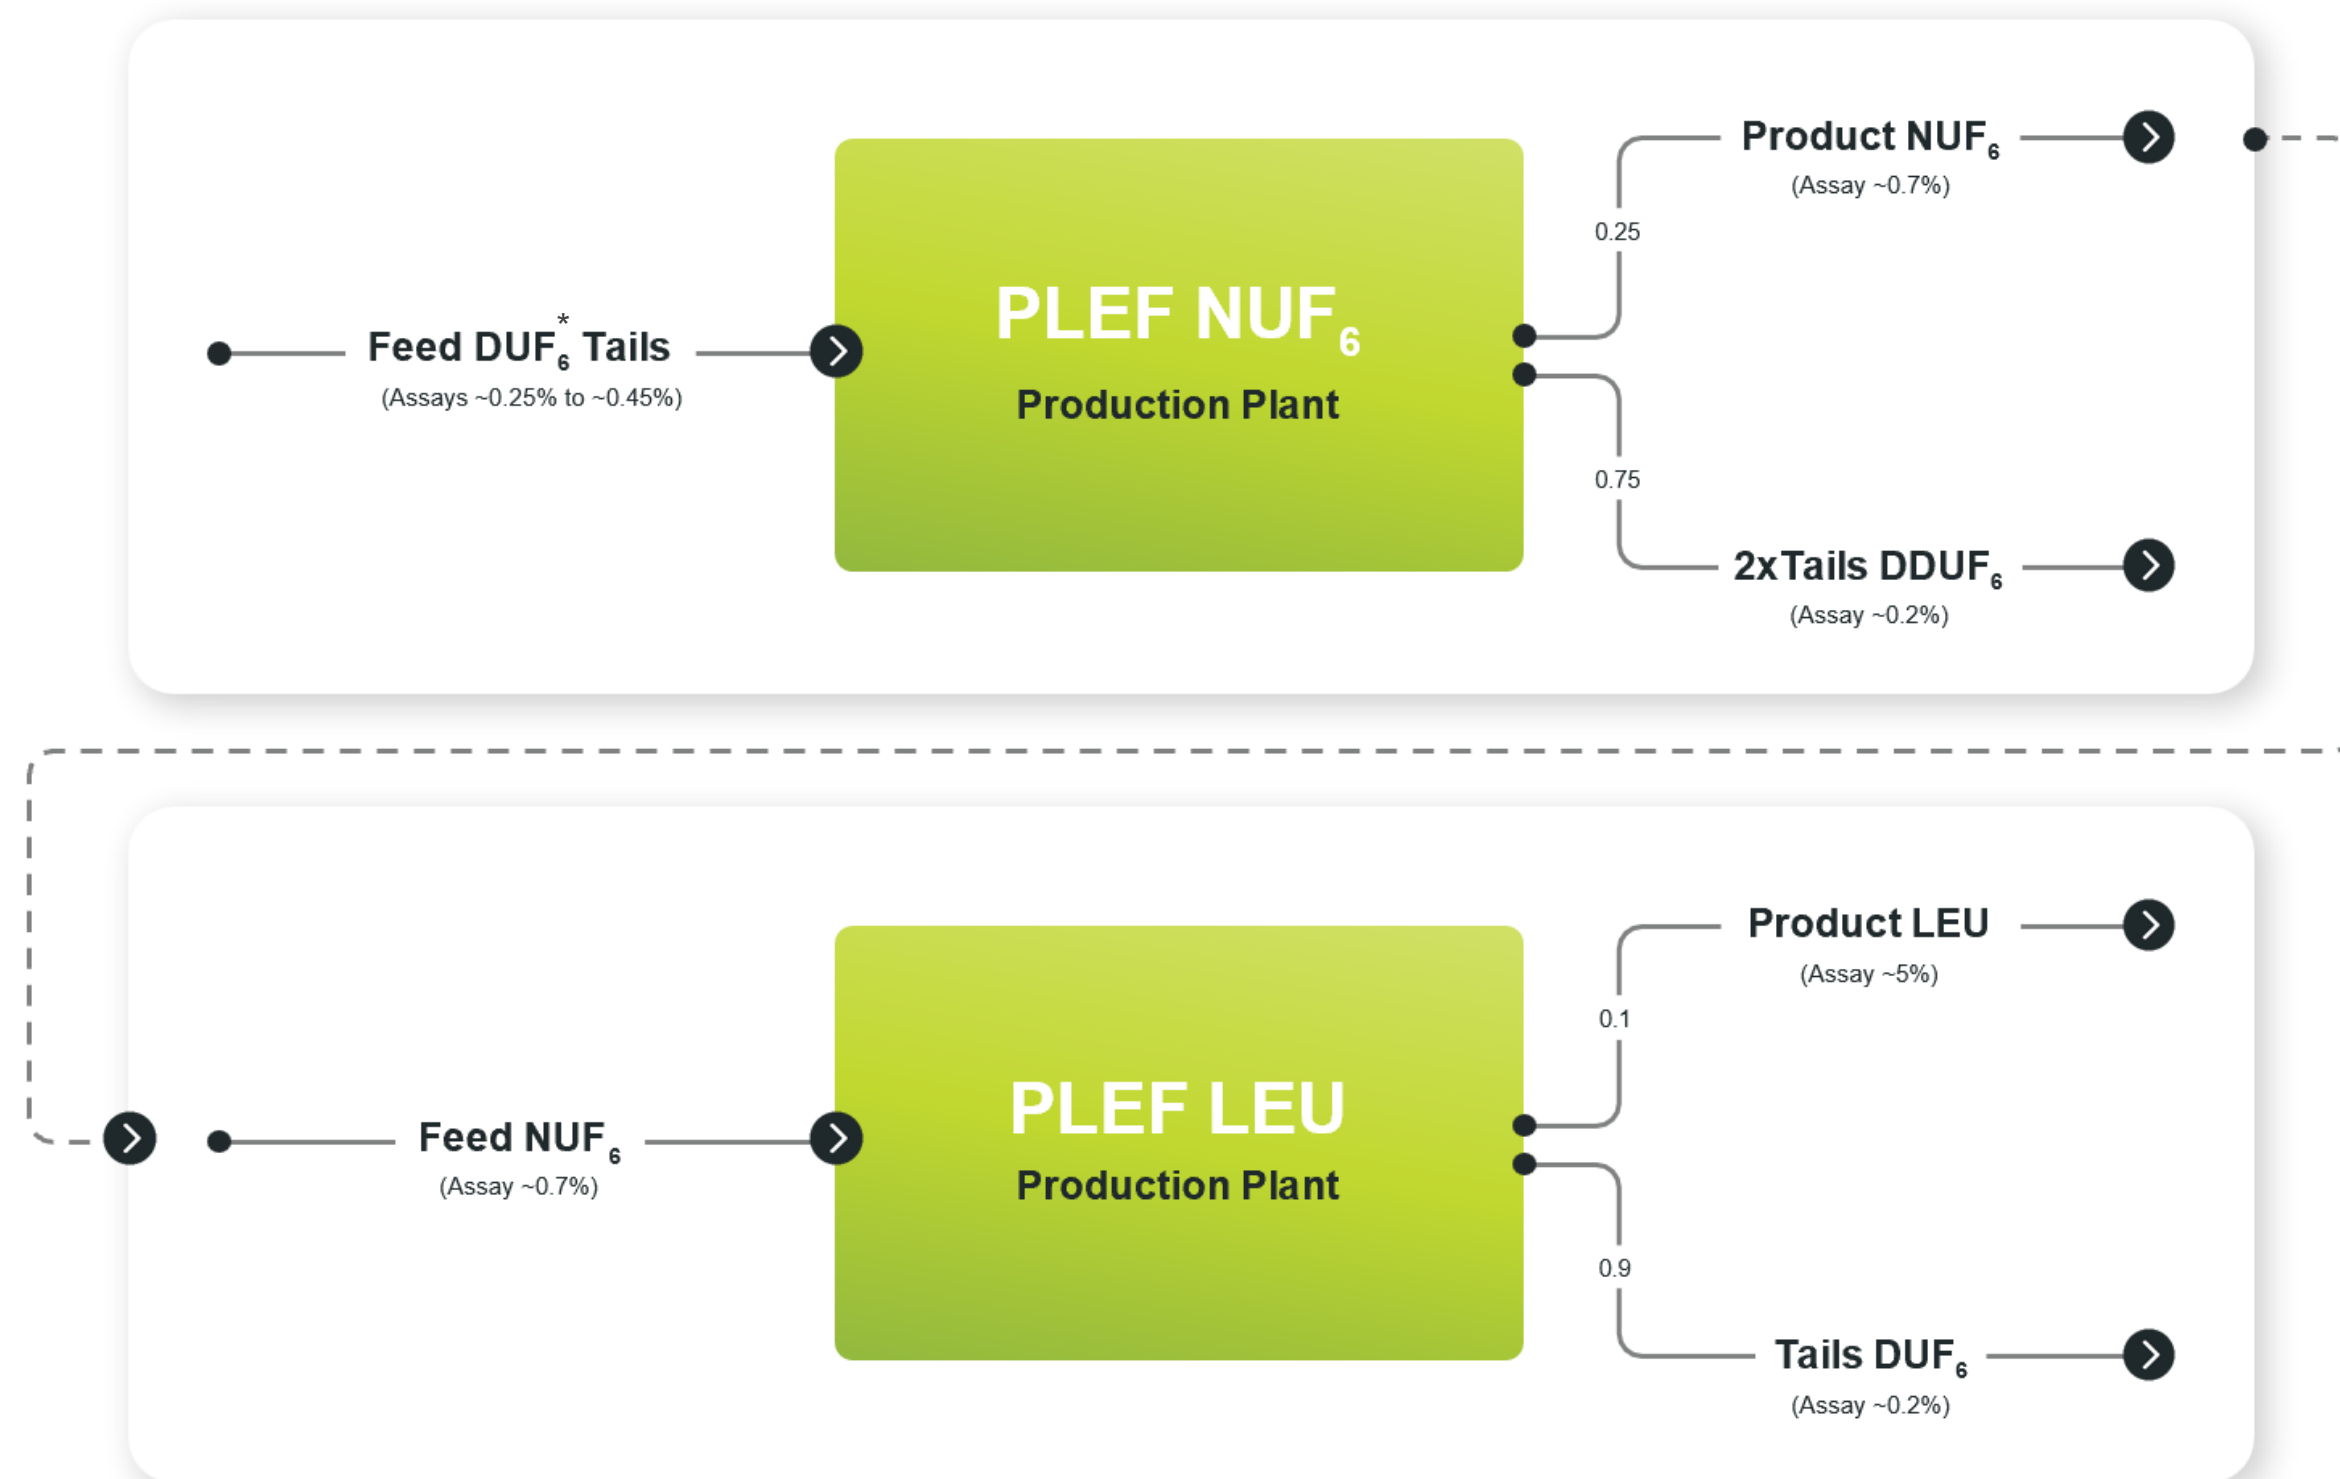 Product NUF6
(Assay ~0.7%)
0.25
Feed DUF6* Tails
(Assays ~0.25% to ~0.45%)
PLEF NUF6
Production Plant
0.75
2xTails DDUF6
(Assay ~0.2%)
Product LEU
(Assay ~5%)
0.1
Feed NUF6
(Assay ~0.7%)
PLEF LEU
Production Plant
0.9
Tails DUF6
(Assay ~0.2%)